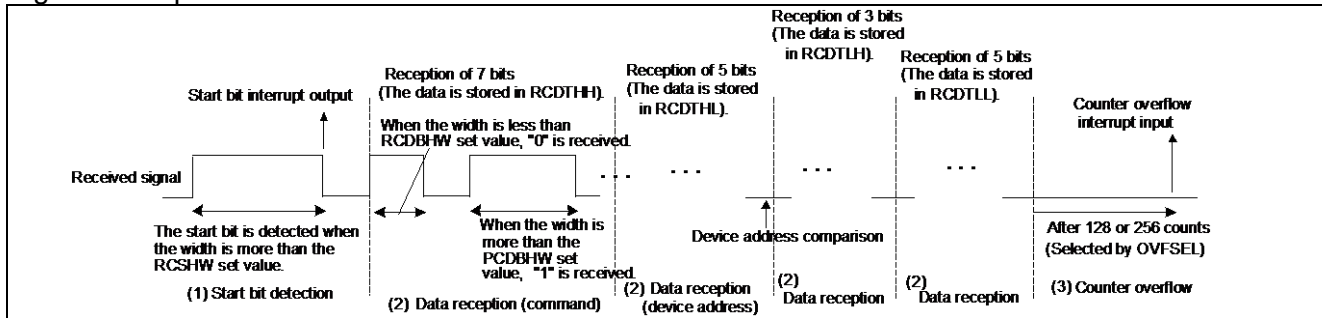 Reception of 3 bits
(The data is stored
in RCDTLH).
Reception of 7 bits
(The data is stored in RCDTHH).
Reception of 5 bits
(The data is stored
in RCDTHL).
Reception of 5 bits
(The data is stored
in RCDTLL).
Start bit interrupt output
Counter overflow
interrupt input
When the width is less than
RCDBHW set value, "0" is received.
Received signal
The start bit is detected when
the width is more than the
RCSHW set value.
When the width is
more than the
PCDBHW set
value, "1" is received.
Device address comparison
After 128 or 256 counts
(Selected by OVFSEL)
(1) Start bit detection
(2) Data reception (command)
(2) Data reception
(device address)
(2)
Data reception
(2)
Data reception
(3) Counter overflow